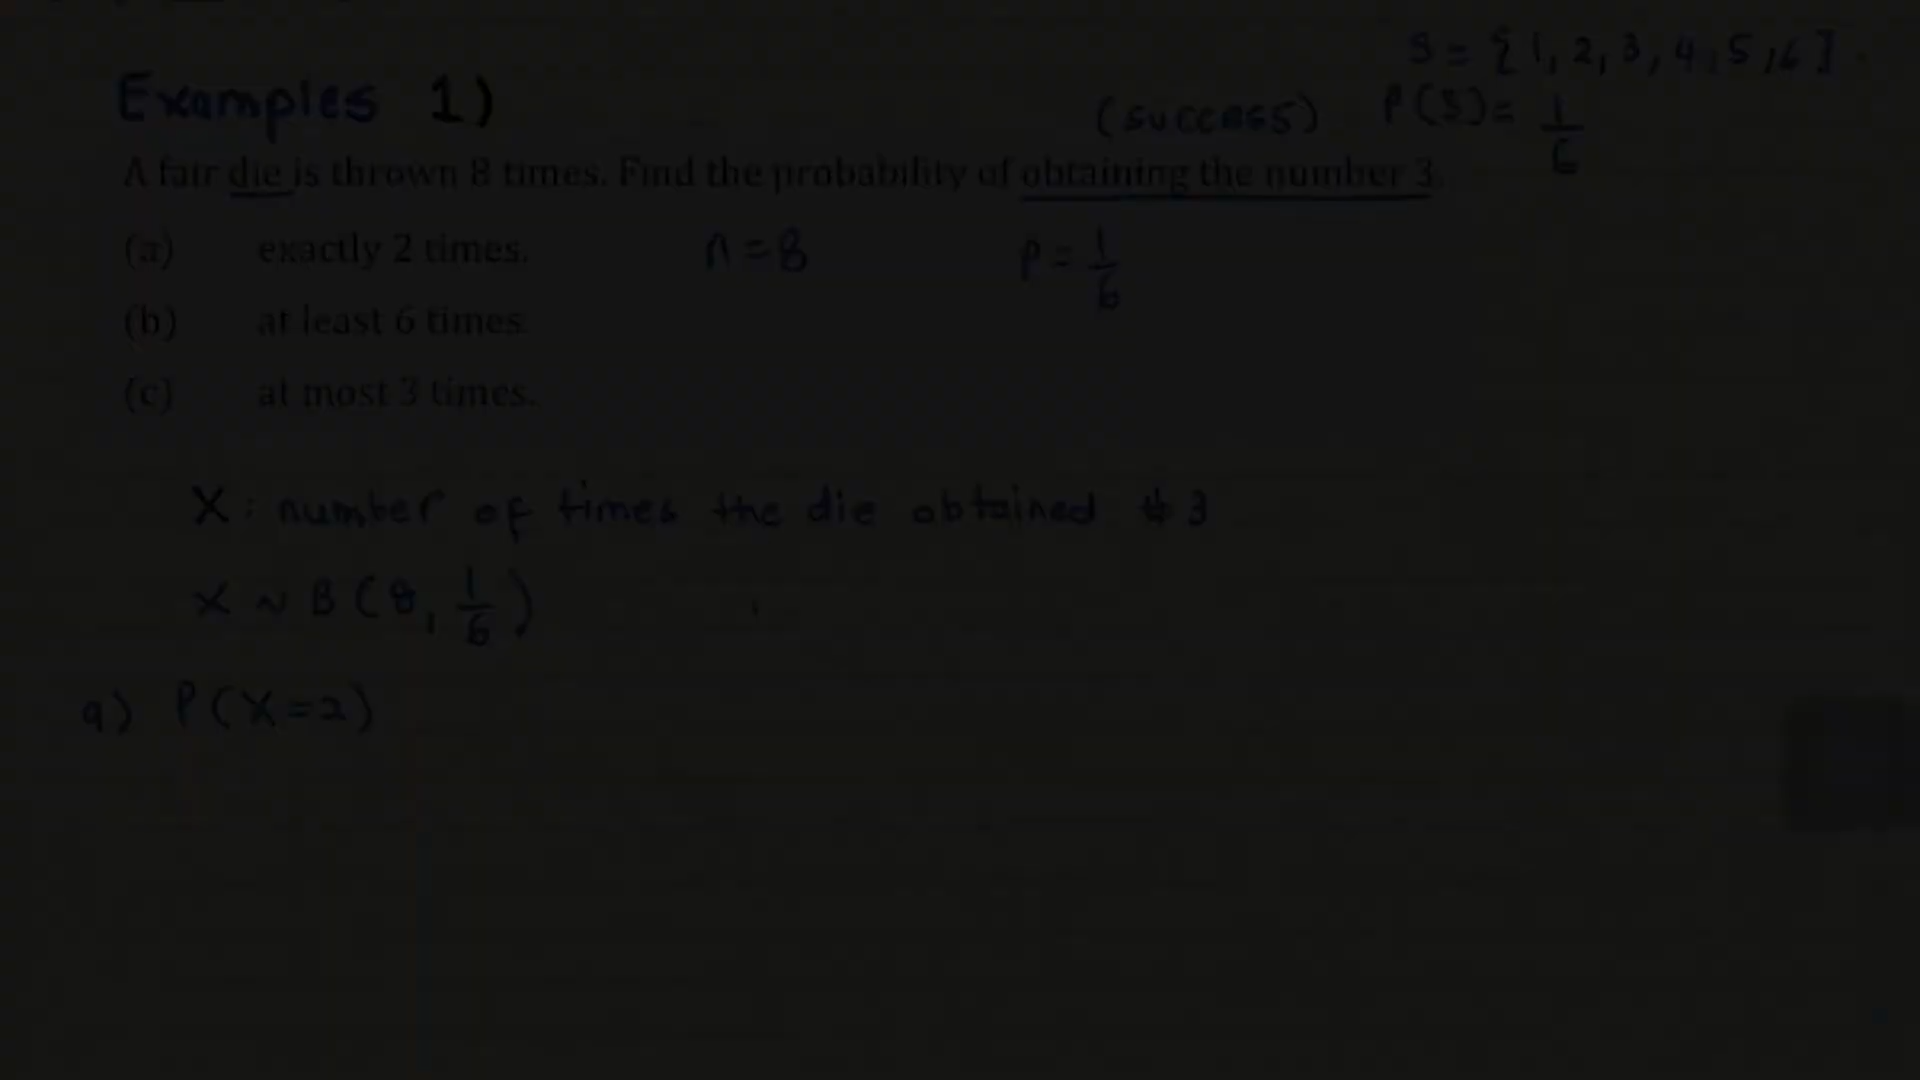 S = {1, 2, 3, 4, 5, 6}
Examples 1)
(success) P(S) = 1/6
A fair die is thrown 8 times. Find the probability of obtaining the number 3.
(a) exactly 2 times. n = 8 p = 1/6
(b) at least 6 times
(c) at most 3 times.
X : number of times the die obtained # 3
X ~ B(8, 1/6)
a) P(X=2)